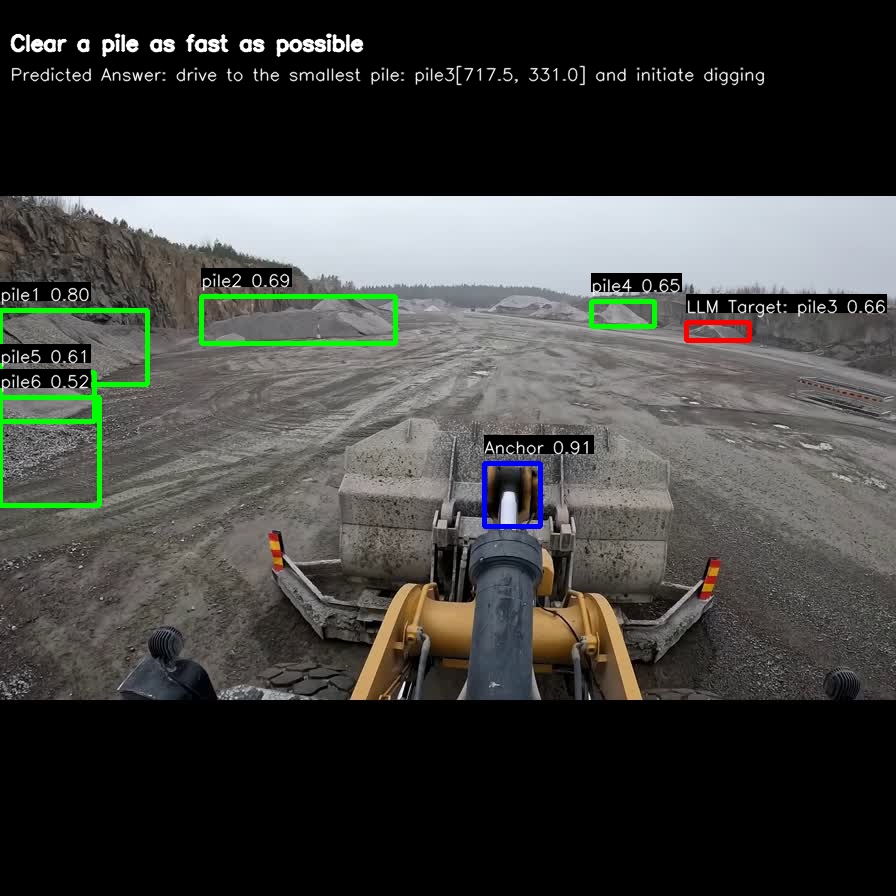 Clear a pile as fast as possible
Predicted Answer: drive to the smallest pile: pile3[717.5, 331.0] and initiate digging
pile2 0.69
pile4 0.65
pile1 0.80
LLM Target: pile3 0.66
pile5 0.61
pile6 0.52
Anchor 0.91